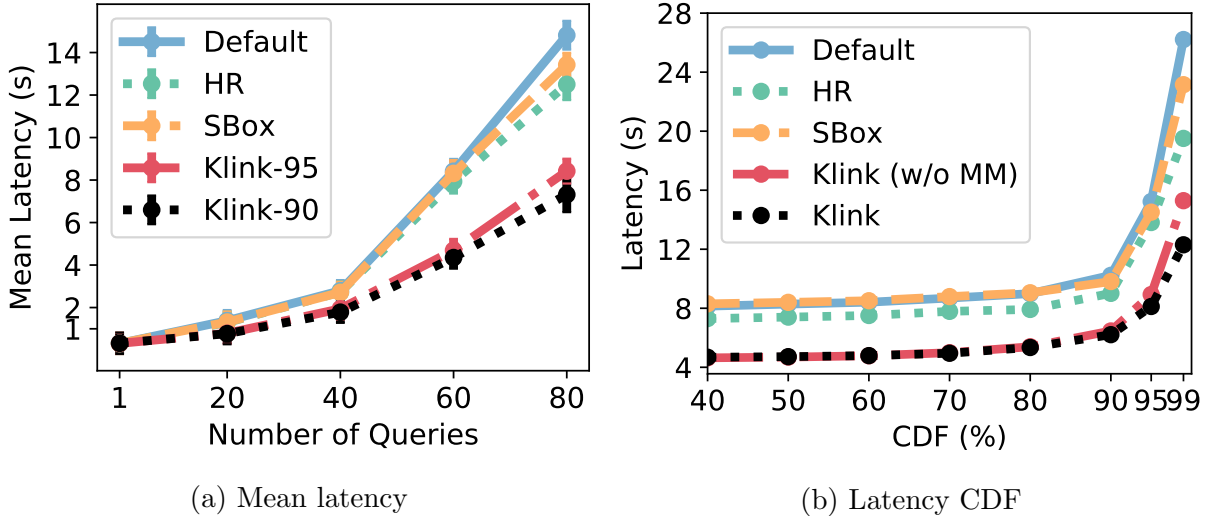 Mean Latency (s)
14
12
10
8
6
4
2
1
Default
HR
SBox
Klink-95
Klink-90
1 20 40 60 80
Number of Queries
(a) Mean latency
Latency (s)
28
24
20
16
12
8
4
Default
HR
SBox
Klink (w/o MM)
Klink
40 50 60 70 80 90 95 99
CDF (%)
(b) Latency CDF